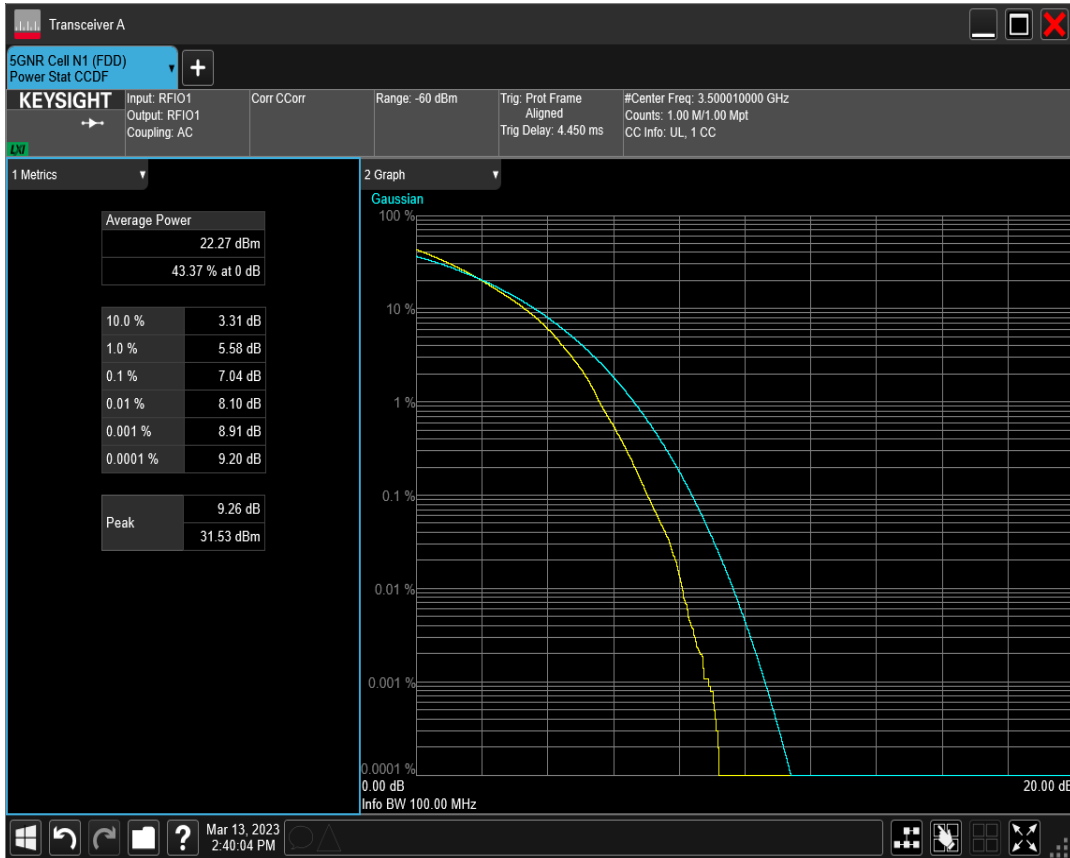 Transceiver A
5GNR Cell N1 (FDD)
Power Stat CCDF
+
KEYSIGHT
LXI
Input: RFIO1
Output: RFIO1
Coupling: AC
Corr CCorr
Range: -60 dBm
Trig: Prot Frame
Aligned
Trig Delay: 4.450 ms
#Center Freq: 3.500010000 GHz
Counts: 1.00 M/1.00 Mpt
CC Info: UL, 1 CC
1 Metrics
Average Power
22.27 dBm
43.37 % at 0 dB
10.0 % 3.31 dB
1.0 % 5.58 dB
0.1 % 7.04 dB
0.01 % 8.10 dB
0.001 % 8.91 dB
0.0001 % 9.20 dB
Peak 9.26 dB
31.53 dBm
2 Graph
Gaussian
100 %
10 %
1 %
0.1 %
0.01 %
0.001 %
0.0001 %
0.00 dB 20.00 dB
Info BW 100.00 MHz
?
Mar 13, 2023
2:40:04 PM